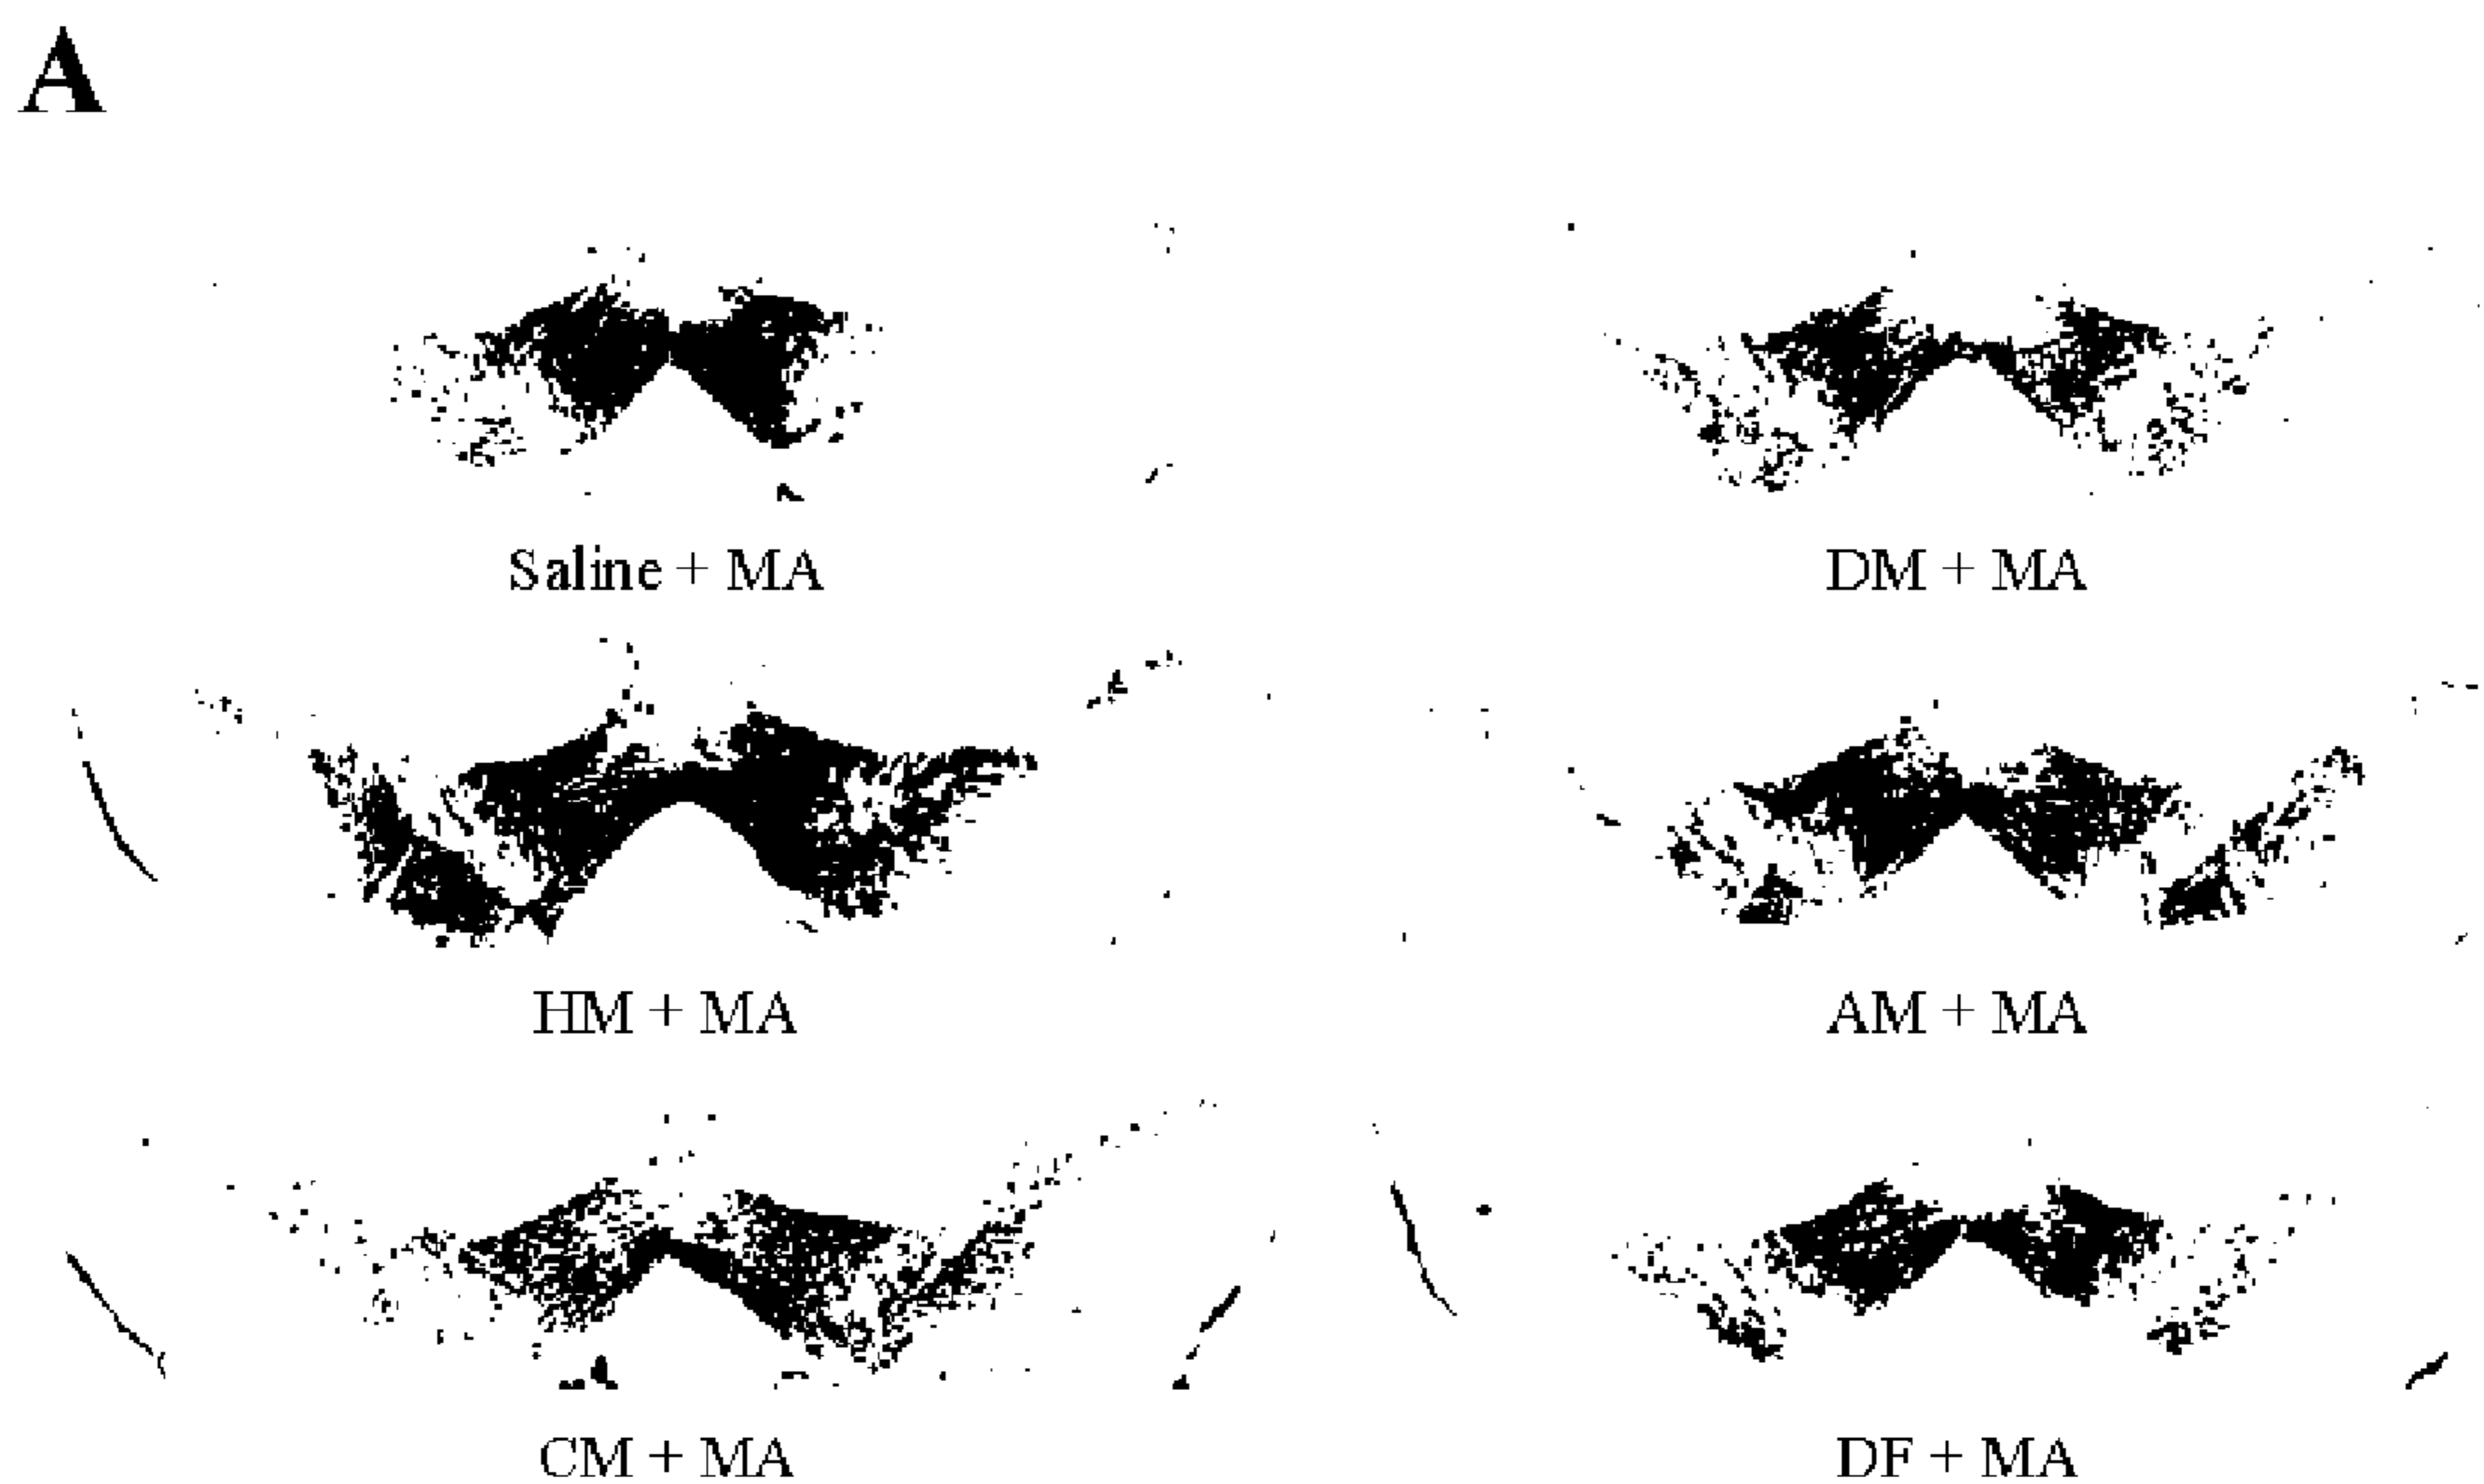 A
Saline + MA
DM + MA
HM + MA
AM + MA
CM + MA
DF + MA